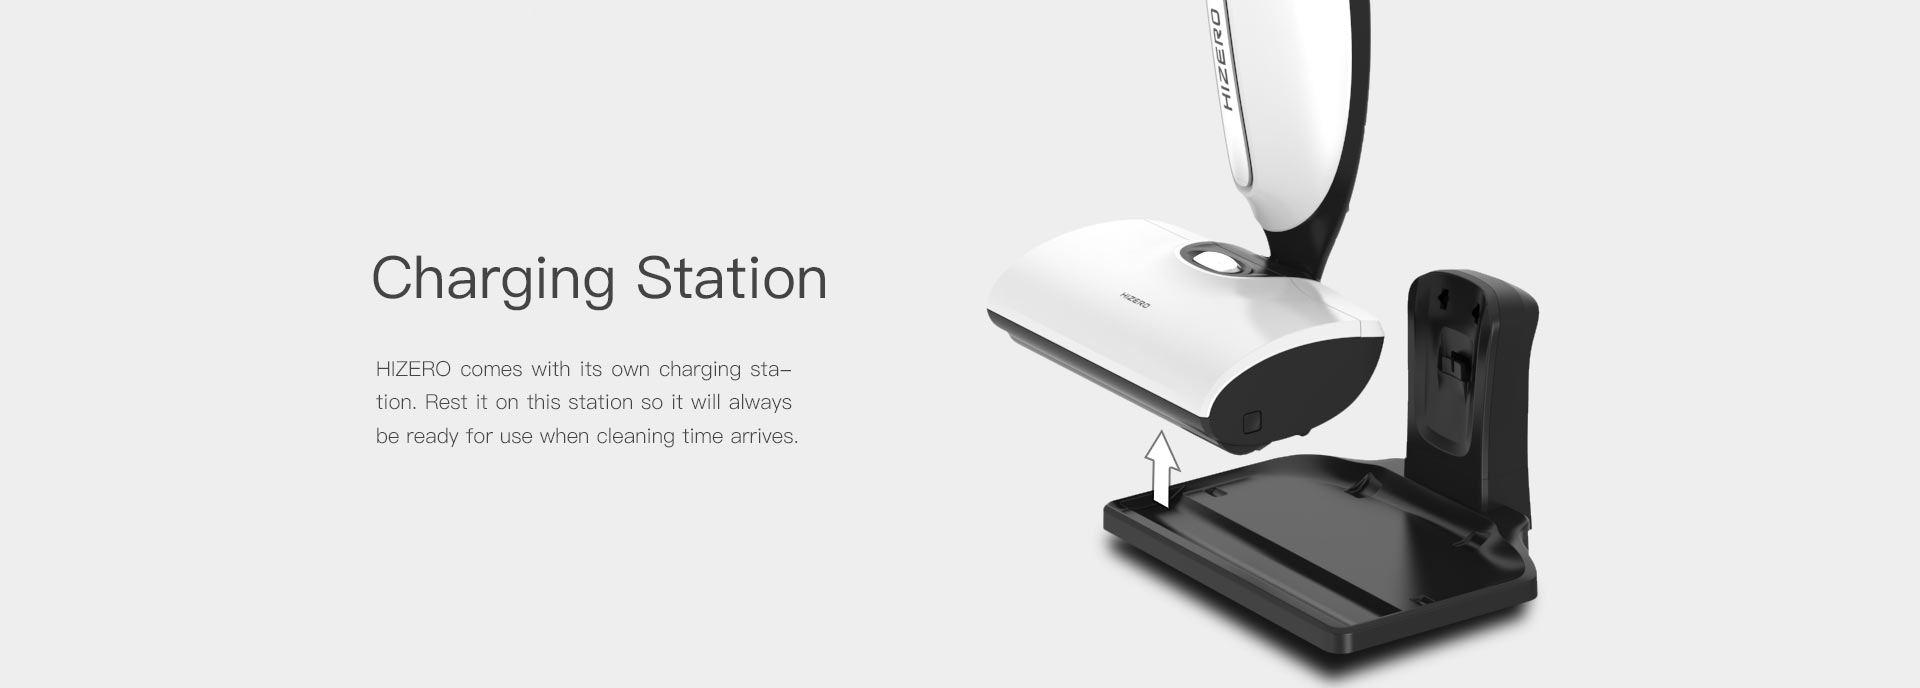 HIZERO
Charging Station
HIZERO
HIZERO comes with its own charging sta-
tion. Rest it on this station so it will always
be ready for use when cleaning time arrives.